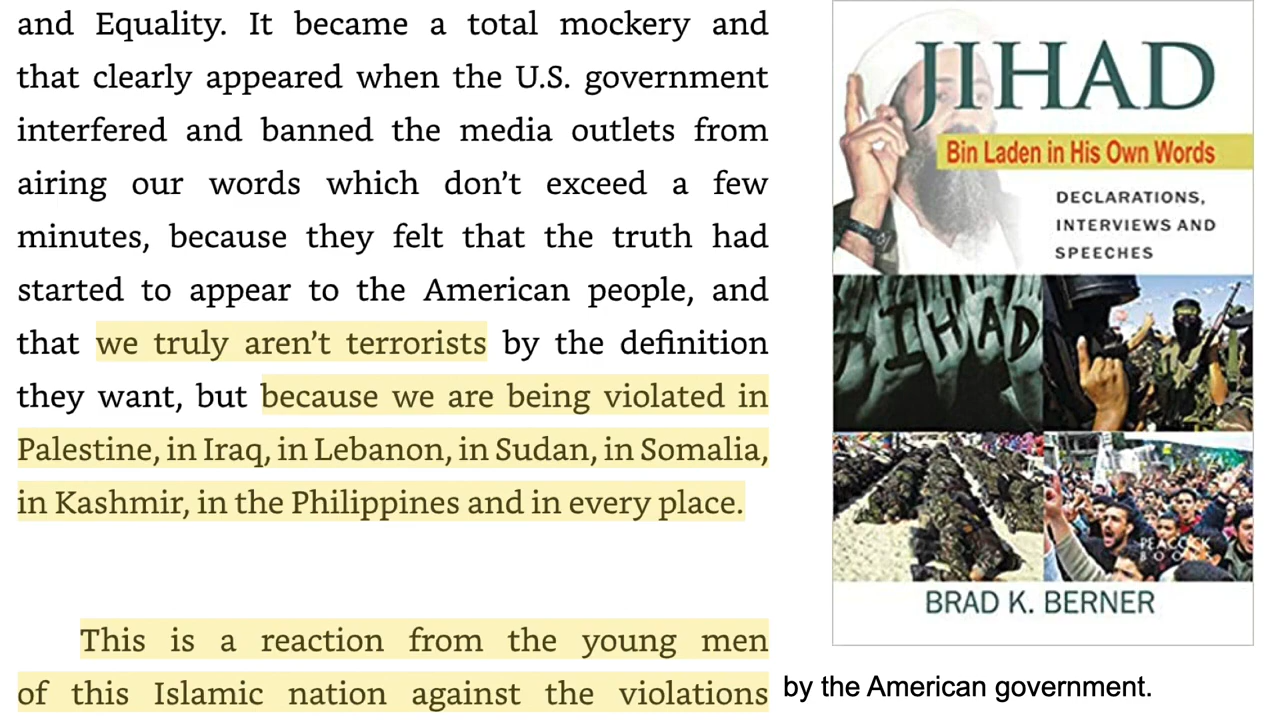 and Equality. It became a total mockery and
that clearly appeared when the U.S. government
interfered and banned the media outlets from
airing our words which don’t exceed a few
minutes, because they felt that the truth had
started to appear to the American people, and
that we truly aren’t terrorists by the definition
they want, but because we are being violated in
Palestine, in Iraq, in Lebanon, in Sudan, in Somalia,
in Kashmir, in the Philippines and in every place.
This is a reaction from the young men
of this Islamic nation against the violations
by the American government.
JIHAD
Bin Laden in His Own Words
DECLARATIONS,
INTERVIEWS AND
SPEECHES
JIHAD
PEACOCK
BOOKS
BRAD K. BERNER